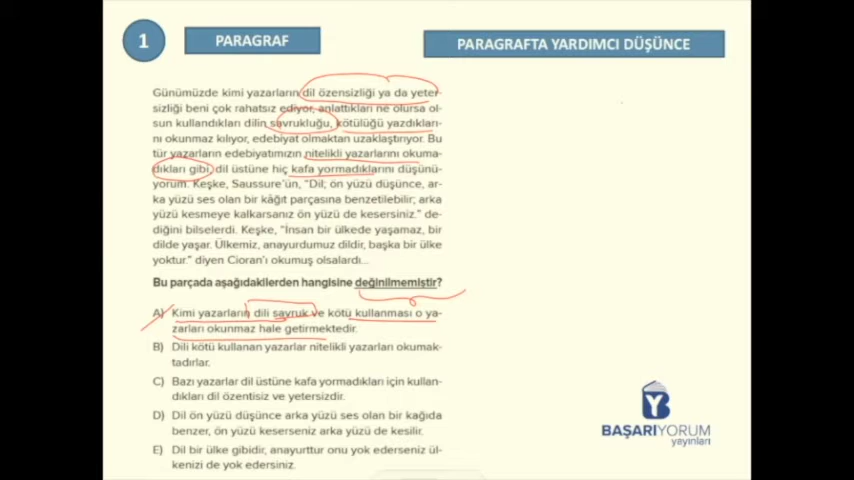 1
PARAGRAF
PARAGRAFTA YARDIMCI DÜŞÜNCE
Günümüzde kimi yazarların dil özensizliği ya da yeter-
sizliği beni çok rahatsız ediyor, anlattıkları ne olursa ol-
sun kullandıkları dilin savrukluğu, kötülüğü yazdıkları-
nı okunmaz kılıyor, edebiyat olmaktan uzaklaştırıyor. Bu
tür yazarların edebiyatımızın nitelikli yazarlarını okuma-
dıkları gibi, dil üstüne hiç kafa yormadıklarını düşünü-
yorum. Keşke, Saussure'ün, "Dil; ön yüzü düşünce, ar-
ka yüzü ses olan bir kâğıt parçasına benzetilebilir; arka
yüzü kesmeye kalkarsanız ön yüzü de kesersiniz." de-
diğini bilselerdi. Keşke, "İnsan bir ülkede yaşamaz, bir
dilde yaşar. Ülkemiz, anayurdumuz dildir, başka bir ülke
yoktur." diyen Cioran'ı okumuş olsalardı...
Bu parçada aşağıdakilerden hangisine değinilmemiştir?
A) Kimi yazarların dili savruk ve kötü kullanması o ya-
zarları okunmaz hale getirmektedir.
B) Dili kötü kullanan yazarlar nitelikli yazarları okumak-
tadırlar.
C) Bazı yazarlar dil üstüne kafa yormadıkları için kullan-
dıkları dil özentisiz ve yetersizdir.
D) Dil ön yüzü düşünce arka yüzü ses olan bir kağıda
benzer, ön yüzü keserseniz arka yüzü de kesilir.
E) Dil bir ülke gibidir, anayurttur onu yok ederseniz ül-
kenizi de yok edersiniz.
BAŞARIYORUM
yayınları